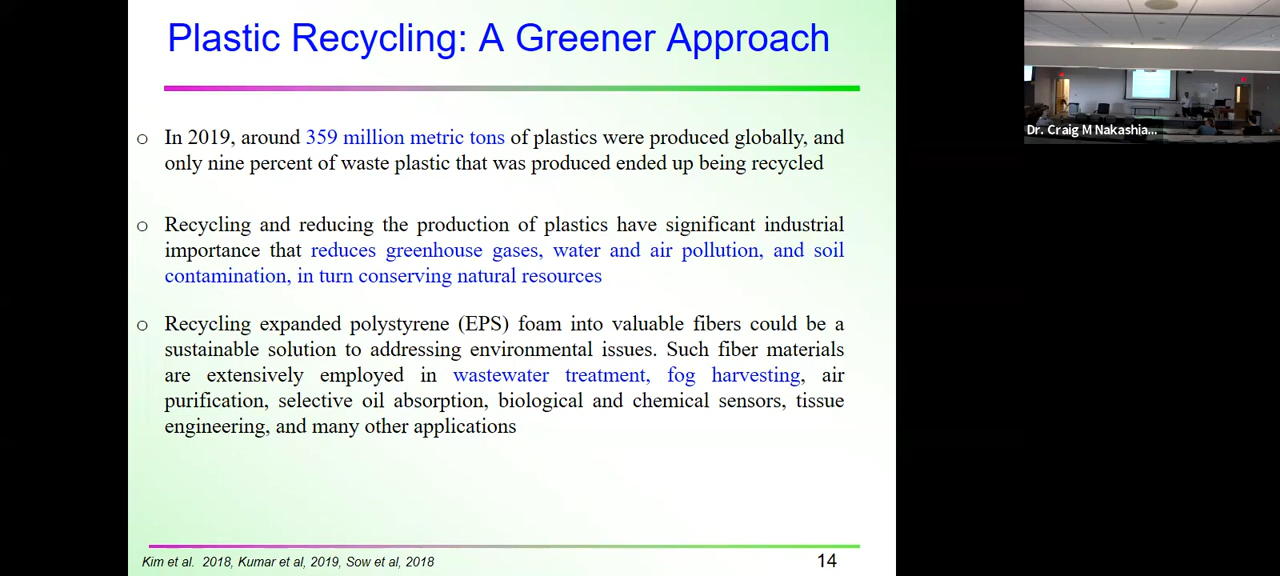 Plastic Recycling: A Greener Approach
o In 2019, around 359 million metric tons of plastics were produced globally, and
only nine percent of waste plastic that was produced ended up being recycled
o Recycling and reducing the production of plastics have significant industrial
importance that reduces greenhouse gases, water and air pollution, and soil
contamination, in turn conserving natural resources
o Recycling expanded polystyrene (EPS) foam into valuable fibers could be a
sustainable solution to addressing environmental issues. Such fiber materials
are extensively employed in wastewater treatment, fog harvesting, air
purification, selective oil absorption, biological and chemical sensors, tissue
engineering, and many other applications
Kim et al. 2018, Kumar et al, 2019, Sow et al, 2018
14
Dr. Craig M Nakashia...